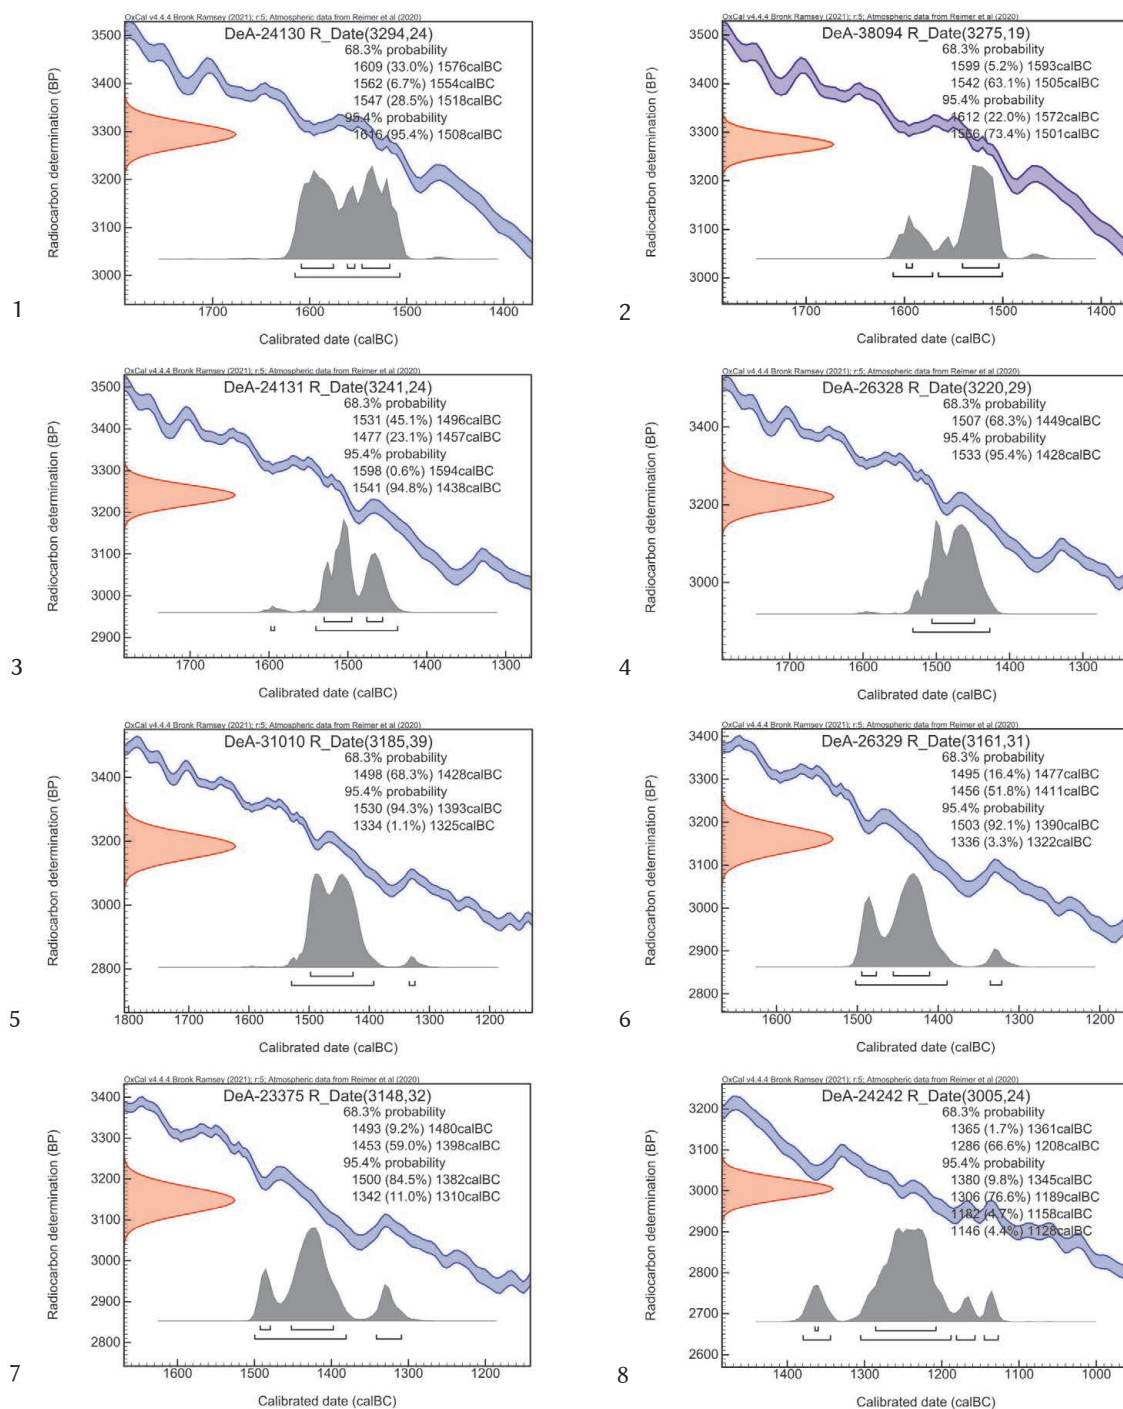 OxCal v4.4.4 Bronk Ramsey (2021); r:5; Atmospheric data from Reimer et al (2020)
DeA-24130 R_Date(3294,24)
68.3% probability
1609 (33.0%) 1576calBC
1562 (6.7%) 1554calBC
1547 (28.5%) 1518calBC
95.4% probability
1616 (95.4%) 1508calBC
Radiocarbon determination (BP)
3500
3400
3300
3200
3100
3000
1700 1600 1500 1400
Calibrated date (calBC)
1
OxCal v4.4.4 Bronk Ramsey (2021); r:5; Atmospheric data from Reimer et al (2020)
DeA-38094 R_Date(3275,19)
68.3% probability
1599 (5.2%) 1593calBC
1542 (63.1%) 1505calBC
95.4% probability
1612 (22.0%) 1572calBC
1566 (73.4%) 1501calBC
Radiocarbon determination (BP)
3500
3400
3300
3200
3100
3000
1700 1600 1500 1400
Calibrated date (calBC)
2
OxCal v4.4.4 Bronk Ramsey (2021); r:5; Atmospheric data from Reimer et al (2020)
DeA-24131 R_Date(3241,24)
68.3% probability
1531 (45.1%) 1496calBC
1477 (23.1%) 1457calBC
95.4% probability
1598 (0.6%) 1594calBC
1541 (94.8%) 1438calBC
Radiocarbon determination (BP)
3500
3400
3300
3200
3100
3000
2900
1700 1600 1500 1400 1300
Calibrated date (calBC)
3
OxCal v4.4.4 Bronk Ramsey (2021); r:5; Atmospheric data from Reimer et al (2020)
DeA-26328 R_Date(3220,29)
68.3% probability
1507 (68.3%) 1449calBC
95.4% probability
1533 (95.4%) 1428calBC
Radiocarbon determination (BP)
3400
3200
3000
1700 1600 1500 1400 1300
Calibrated date (calBC)
4
OxCal v4.4.4 Bronk Ramsey (2021); r:5; Atmospheric data from Reimer et al (2020)
DeA-31010 R_Date(3185,39)
68.3% probability
1498 (68.3%) 1428calBC
95.4% probability
1530 (94.3%) 1393calBC
1334 (1.1%) 1325calBC
Radiocarbon determination (BP)
3400
3200
3000
2800
1800 1700 1600 1500 1400 1300 1200
Calibrated date (calBC)
5
OxCal v4.4.4 Bronk Ramsey (2021); r:5; Atmospheric data from Reimer et al (2020)
DeA-26329 R_Date(3161,31)
68.3% probability
1495 (16.4%) 1477calBC
1456 (51.8%) 1411calBC
95.4% probability
1503 (92.1%) 1390calBC
1336 (3.3%) 1322calBC
Radiocarbon determination (BP)
3400
3300
3200
3100
3000
2900
2800
1600 1500 1400 1300 1200
Calibrated date (calBC)
6
OxCal v4.4.4 Bronk Ramsey (2021); r:5; Atmospheric data from Reimer et al (2020)
DeA-23375 R_Date(3148,32)
68.3% probability
1493 (9.2%) 1480calBC
1453 (59.0%) 1398calBC
95.4% probability
1500 (84.5%) 1382calBC
1342 (11.0%) 1310calBC
Radiocarbon determination (BP)
3400
3300
3200
3100
3000
2900
2800
1600 1500 1400 1300 1200
Calibrated date (calBC)
7
OxCal v4.4.4 Bronk Ramsey (2021); r:5; Atmospheric data from Reimer et al (2020)
DeA-24242 R_Date(3005,24)
68.3% probability
1365 (1.7%) 1361calBC
1286 (66.6%) 1208calBC
95.4% probability
1380 (9.8%) 1345calBC
1306 (76.6%) 1189calBC
1182 (4.7%) 1158calBC
1146 (4.4%) 1128calBC
Radiocarbon determination (BP)
3200
3100
3000
2900
2800
2700
2600
1400 1300 1200 1100 1000
Calibrated date (calBC)
8